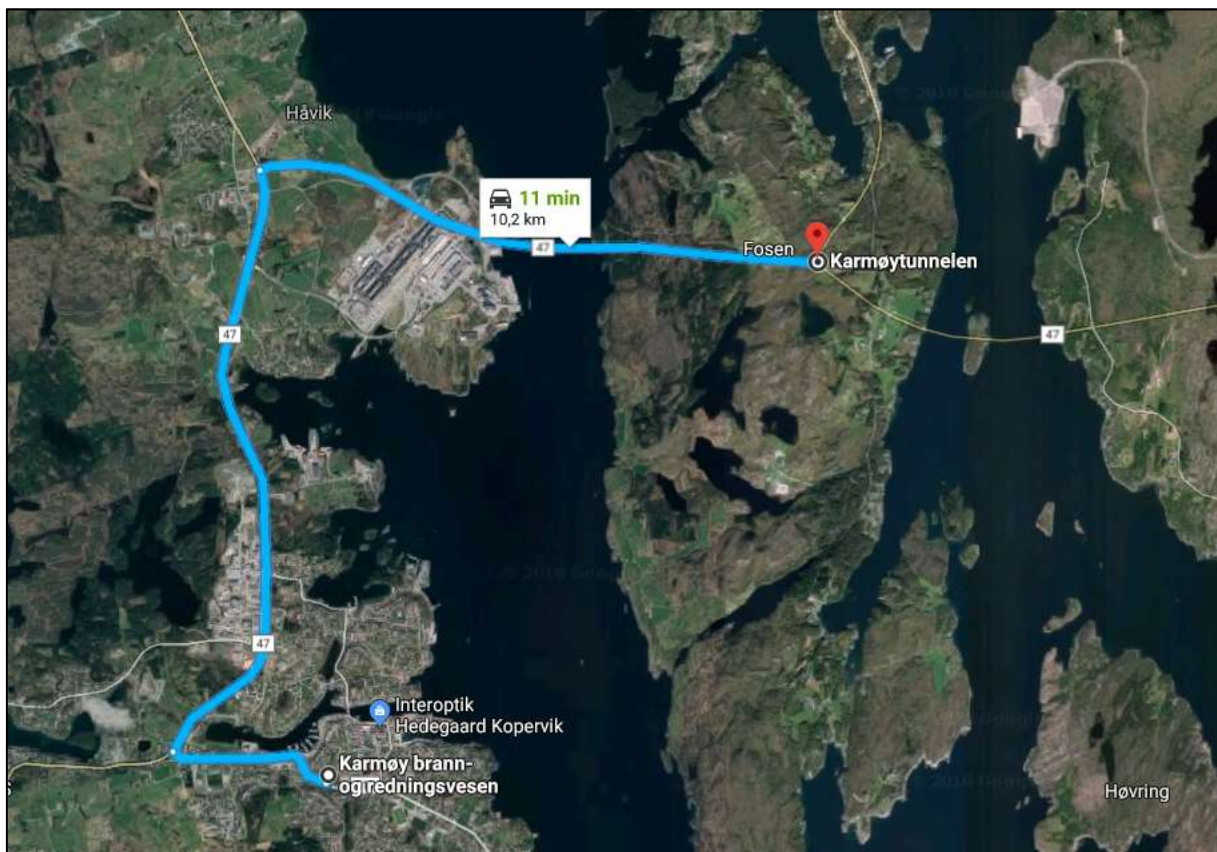 Håvik
11 min
10,2 km
47
Fosen
Karmøytunnelen
47
47
47
Interoptik
Hedegaard Kopervik
Karmøy brann-
og redningsvesen
Høvring